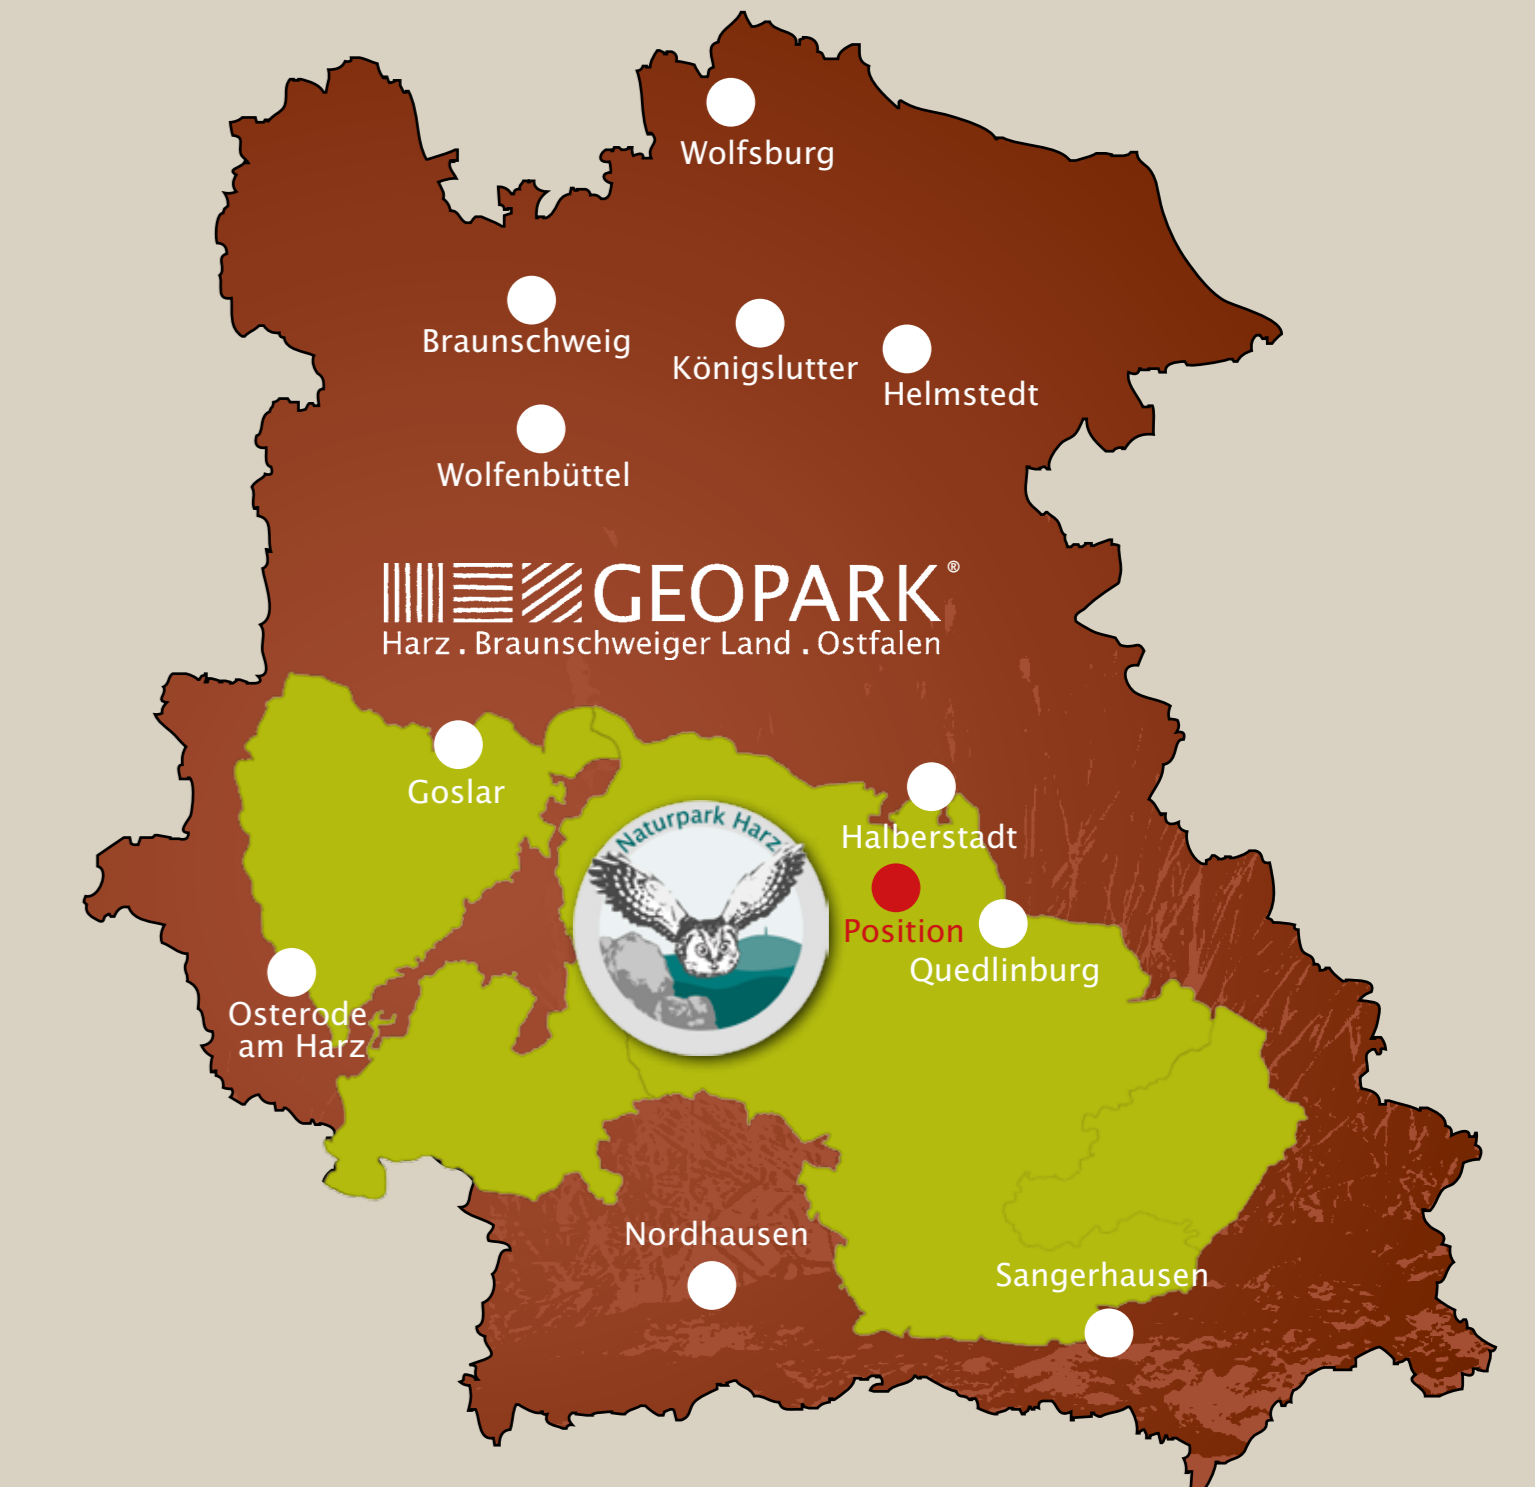 Wolfsburg
Braunschweig
Königslutter
Helmstedt
Wolfenbüttel
GEOPARK®
Harz . Braunschweiger Land . Ostfalen
Goslar
Naturpark Harz
Halberstadt
Position
Quedlinburg
Osterode
am Harz
Nordhausen
Sangerhausen